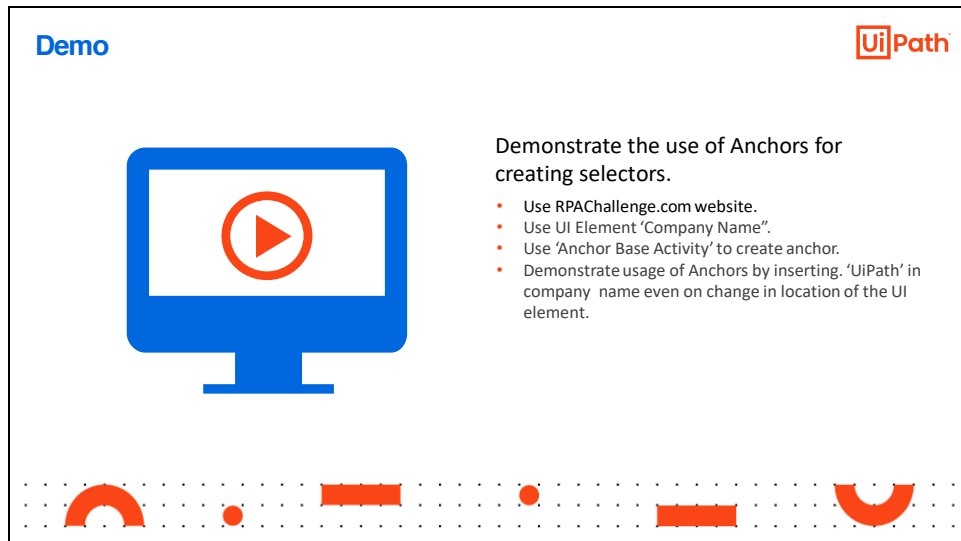 Demo
UiPath
Demonstrate the use of Anchors for
creating selectors.
• Use RPAChallenge.com website.
• Use UI Element ‘Company Name”.
• Use ‘Anchor Base Activity’ to create anchor.
• Demonstrate usage of Anchors by inserting. ‘UiPath’ in
company name even on change in location of the UI
element.